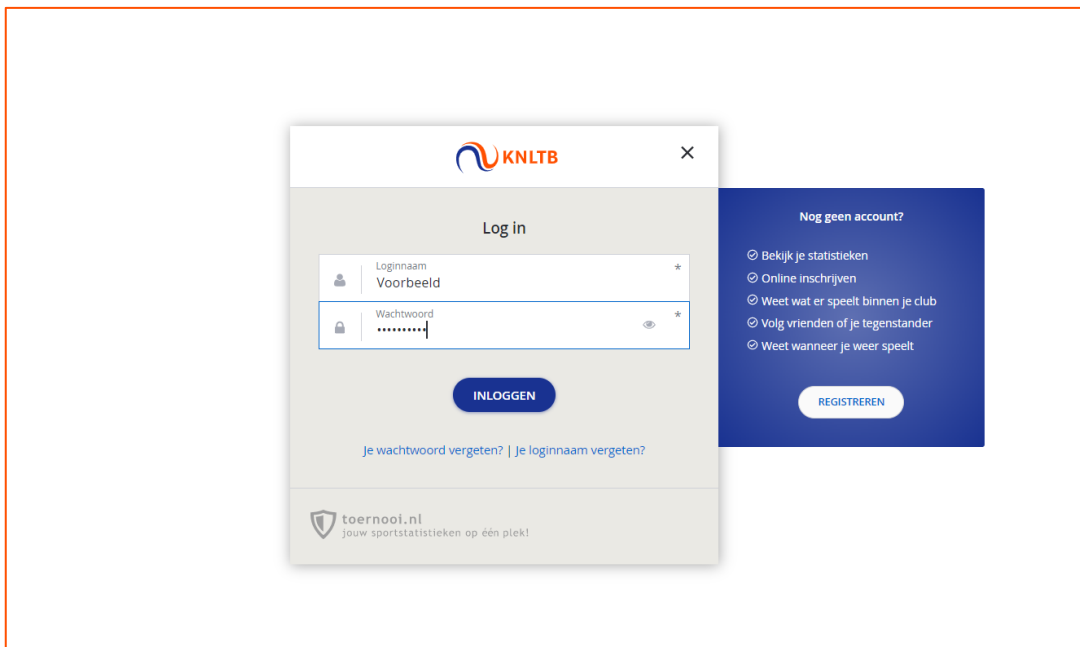 KNLTB
Log in
Loginnaam
*
Voorbeeld
Wachtwoord
*
••••••••••
INLOGGEN
Je wachtwoord vergeten? | Je loginnaam vergeten?
toernooi.nl
jouw sportstatistieken op één plek!
Nog geen account?
Bekijk je statistieken
Online inschrijven
Weet wat er speelt binnen je club
Volg vrienden of je tegenstander
Weet wanneer je weer speelt
REGISTREREN